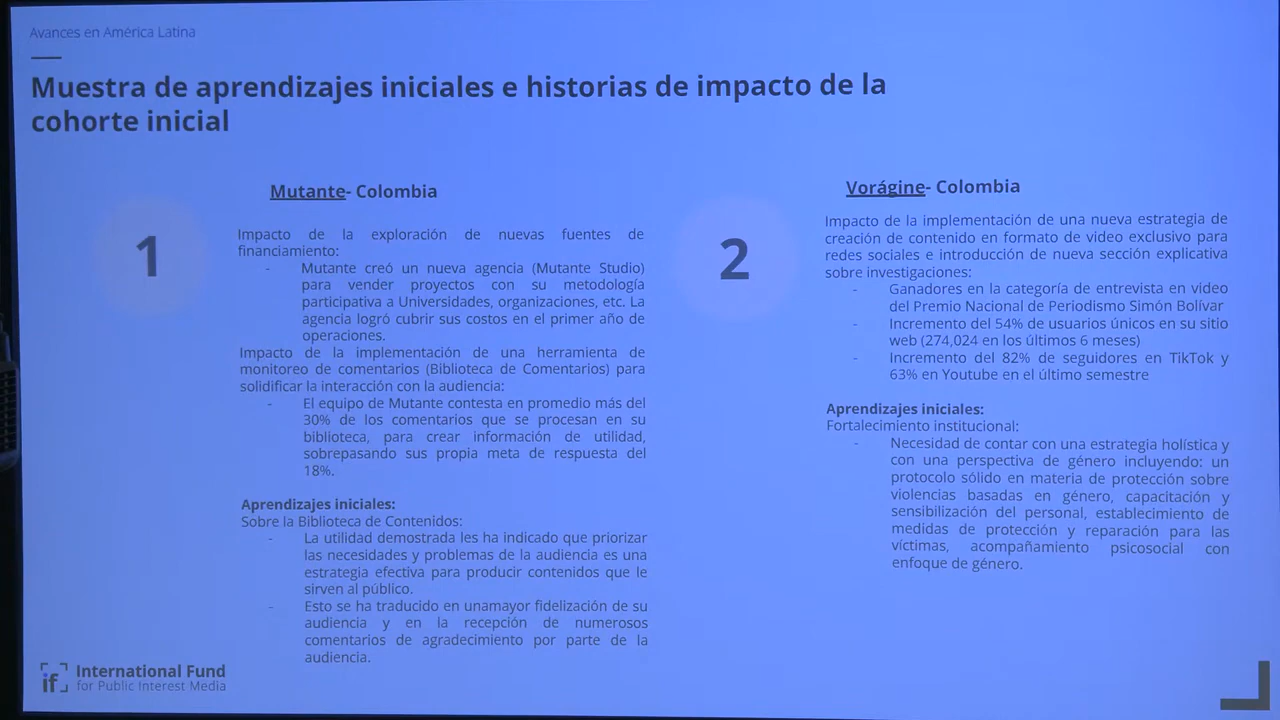 Avances en América Latina
Muestra de aprendizajes iniciales e historias de impacto de la
cohorte inicial
1
Mutante- Colombia
Impacto de la exploración de nuevas fuentes de
financiamiento:
- Mutante creó un nueva agencia (Mutante Studio)
para vender proyectos con su metodología
participativa a Universidades, organizaciones, etc. La
agencia logró cubrir sus costos en el primer año de
operaciones.
Impacto de la implementación de una herramienta de
monitoreo de comentarios (Biblioteca de Comentarios) para
solidificar la interacción con la audiencia:
- El equipo de Mutante contesta en promedio más del
30% de los comentarios que se procesan en su
biblioteca, para crear información de utilidad,
sobrepasando sus propia meta de respuesta del
18%.
Aprendizajes iniciales:
Sobre la Biblioteca de Contenidos:
- La utilidad demostrada les ha indicado que priorizar
las necesidades y problemas de la audiencia es una
estrategia efectiva para producir contenidos que le
sirven al público.
- Esto se ha traducido en unamayor fidelización de su
audiencia y en la recepción de numerosos
comentarios de agradecimiento por parte de la
audiencia.
2
Vorágine- Colombia
Impacto de la implementación de una nueva estrategia de
creación de contenido en formato de video exclusivo para
redes sociales e introducción de nueva sección explicativa
sobre investigaciones:
- Ganadores en la categoría de entrevista en video
del Premio Nacional de Periodismo Simón Bolívar
- Incremento del 54% de usuarios únicos en su sitio
web (274,024 en los últimos 6 meses)
- Incremento del 82% de seguidores en TikTok y
63% en Youtube en el último semestre
Aprendizajes iniciales:
Fortalecimiento institucional:
- Necesidad de contar con una estrategia holística y
con una perspectiva de género incluyendo: un
protocolo sólido en materia de protección sobre
violencias basadas en género, capacitación y
sensibilización del personal, establecimiento de
medidas de protección y reparación para las
víctimas, acompañamiento psicosocial con
enfoque de género.
if
International Fund
for Public Interest Media